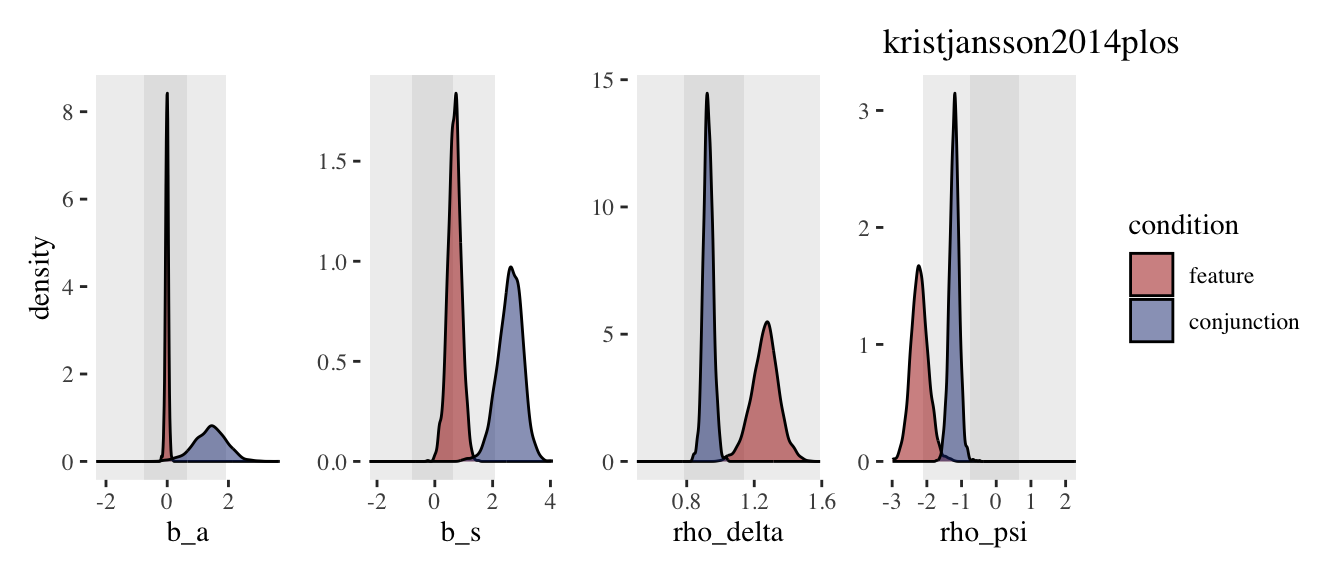 kristjansson2014plos
density
8
6
4
2
0
-2 0 2
b_a
1.5
1.0
0.5
0.0
-2 0 2 4
b_s
15
10
5
0
0.8 1.2 1.6
rho_delta
3
2
1
0
-3 -2 -1 0 1 2
rho_psi
condition
feature
conjunction